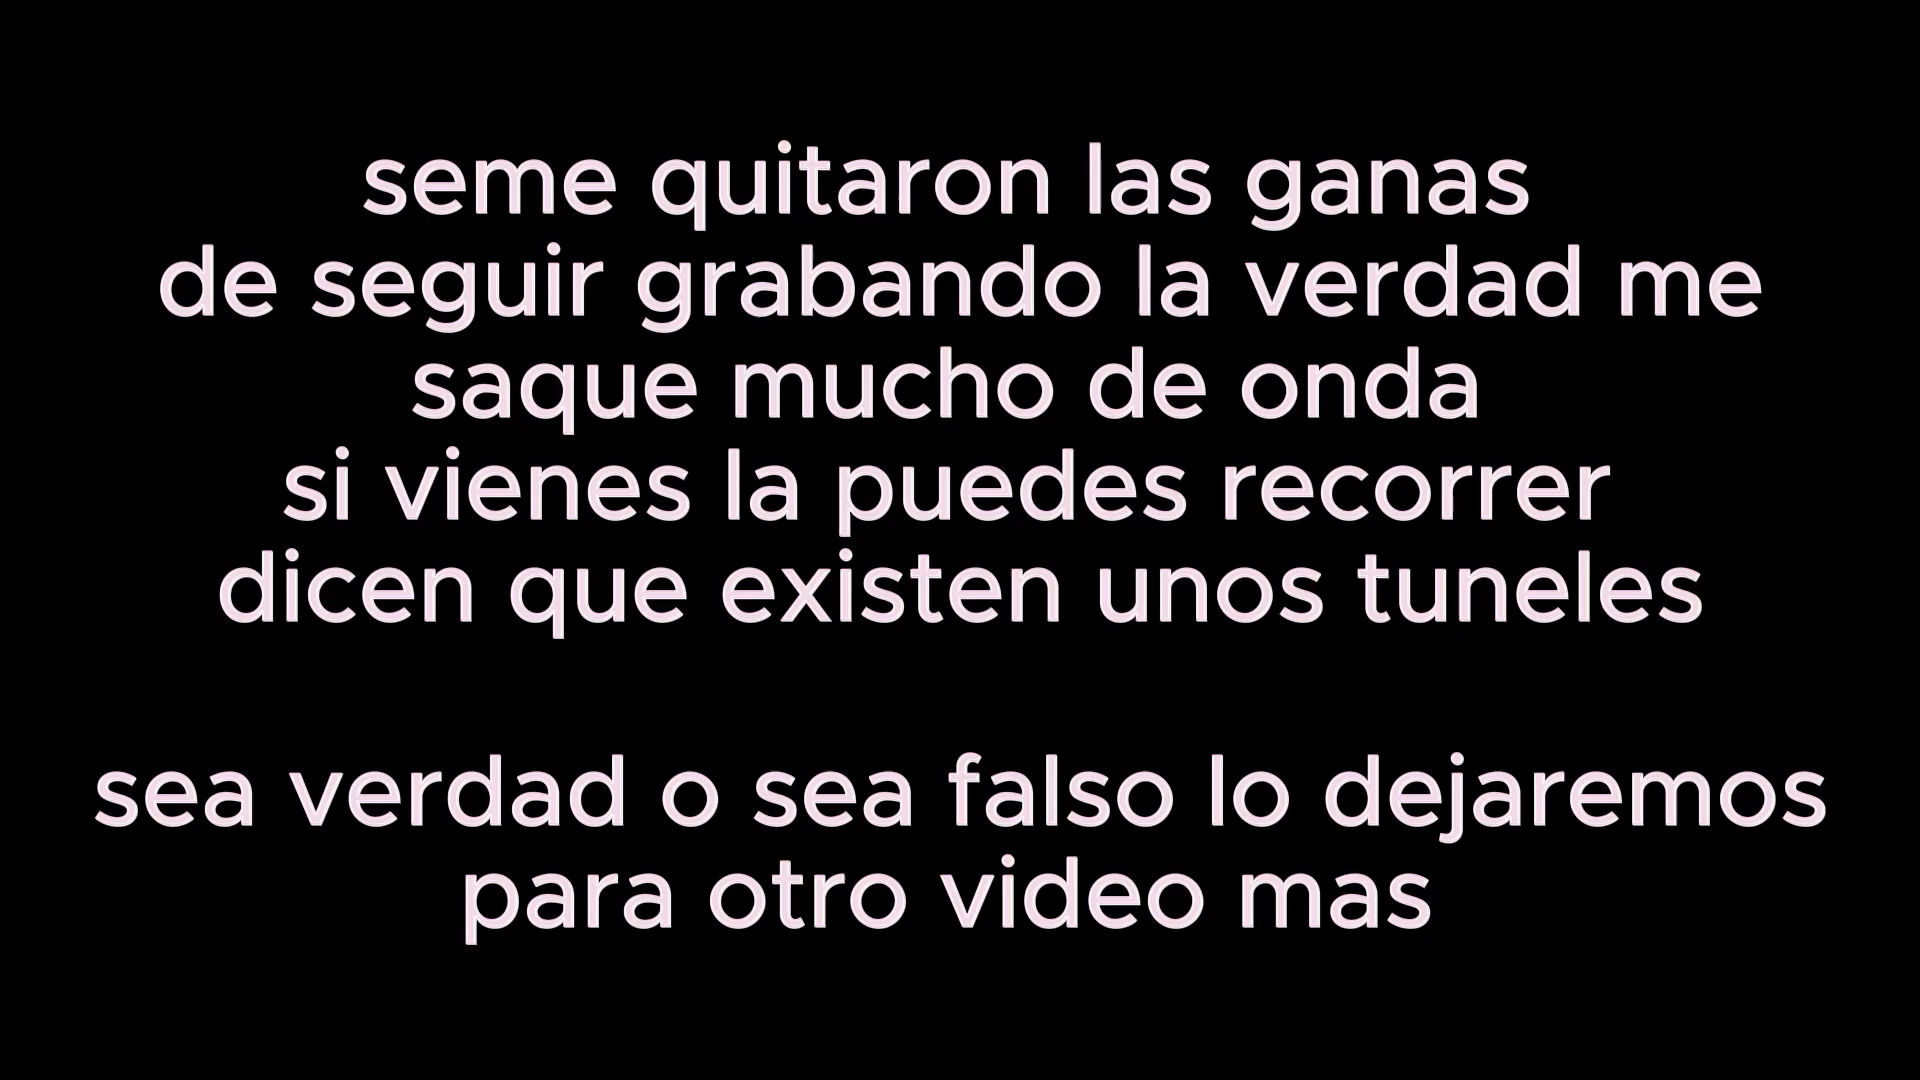 seme quitaron las ganas
de seguir grabando la verdad me
saque mucho de onda
si vienes la puedes recorrer
dicen que existen unos tuneles
sea verdad o sea falso lo dejaremos
para otro video mas